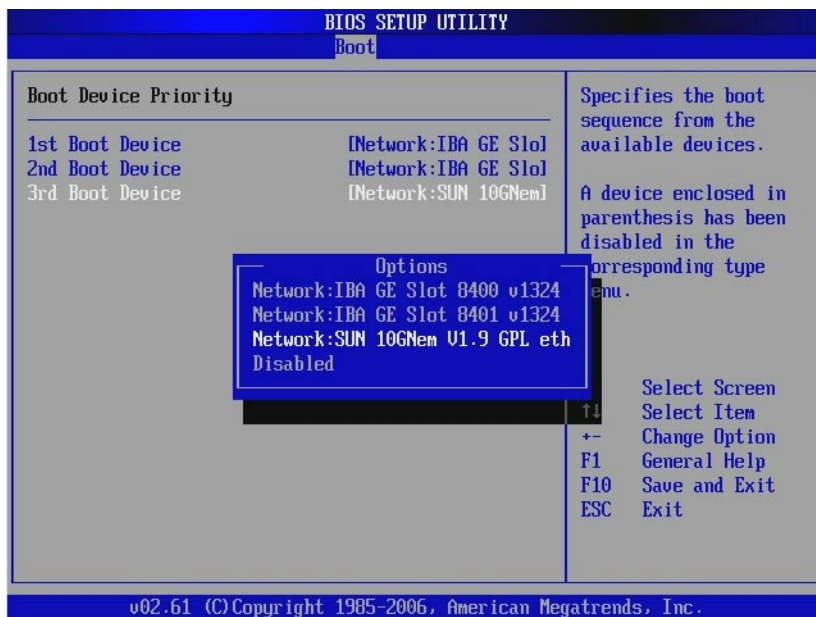 BIOS SETUP UTILITY
Boot
Boot Device Priority
1st Boot Device [Network:IBA GE Slo]
2nd Boot Device [Network:IBA GE Slo]
3rd Boot Device [Network:SUN 10GNem]
Options
Network:IBA GE Slot 8400 v1324
Network:IBA GE Slot 8401 v1324
Network:SUN 10GNem V1.9 GPL eth
Disabled
Specifies the boot
sequence from the
available devices.
A device enclosed in
parenthesis has been
disabled in the
orresponding type
enu.
Select Screen
↑↓ Select Item
+- Change Option
F1 General Help
F10 Save and Exit
ESC Exit
v02.61 (C)Copyright 1985-2006, American Megatrends, Inc.